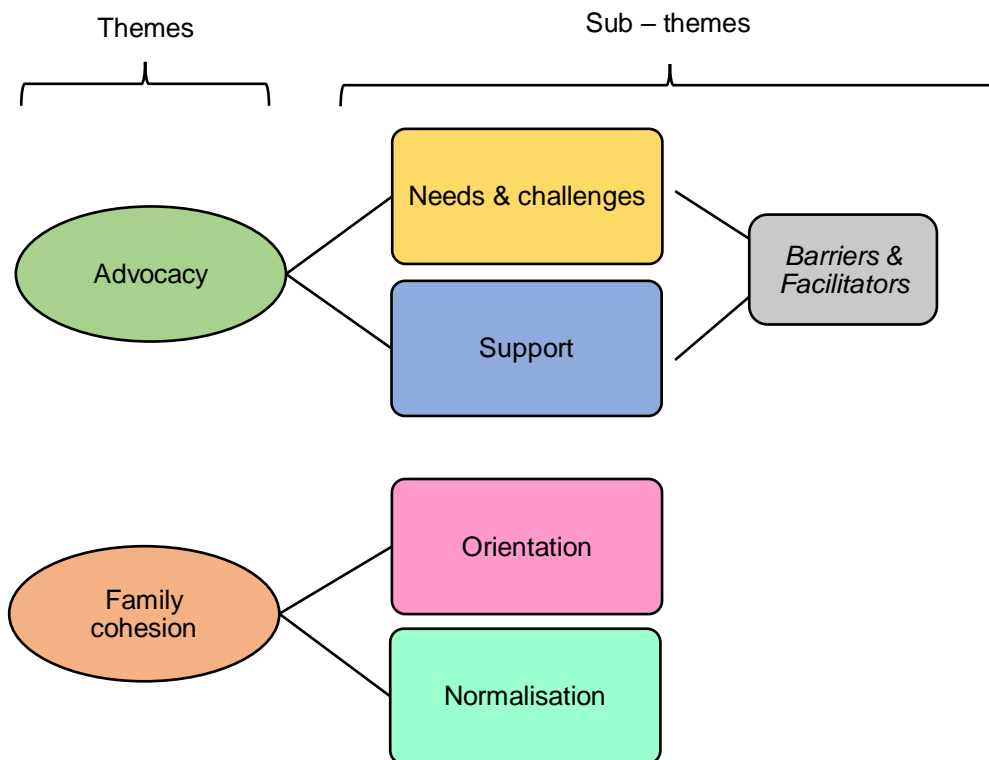 Themes
Sub – themes
Needs & challenges
Advocacy
Barriers &
Facilitators
Support
Orientation
Family
cohesion
Normalisation